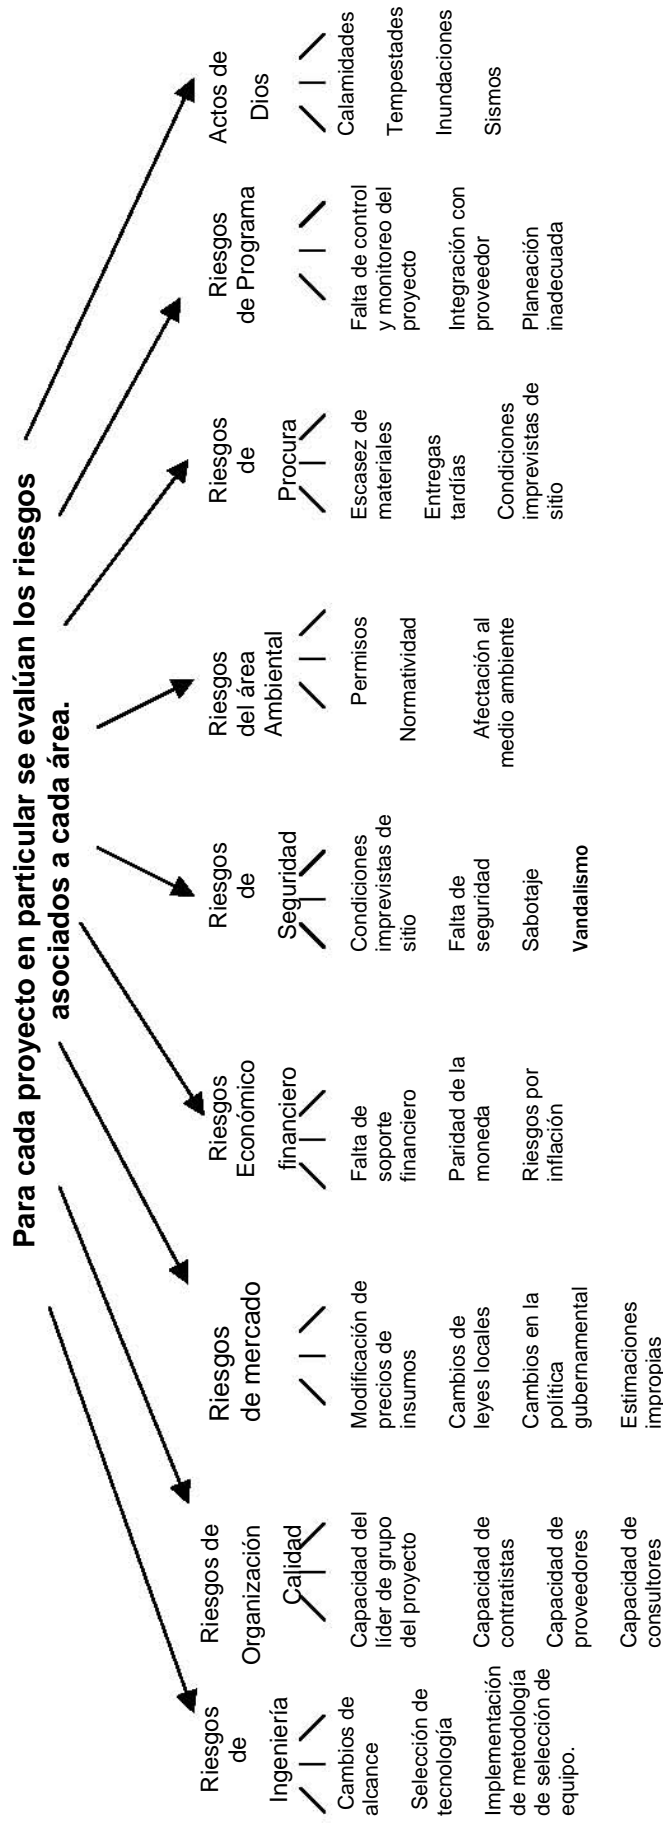 Para cada proyecto en particular se evalúan los riesgos
asociados a cada área.
Riesgos
de
Ingeniería
Cambios de
alcance
Selección de
tecnología
Implementación
de metodología
de selección de
equipo.
Riesgos de
Organización
Calidad
Capacidad del
líder de grupo
del proyecto
Capacidad de
contratistas
Capacidad de
proveedores
Capacidad de
consultores
Riesgos
de mercado
Modificación de
precios de
insumos
Cambios de
leyes locales
Cambios en la
política
gubernamental
Estimaciones
impropias
Riesgos
Económico
financiero
Falta de
soporte
financiero
Paridad de la
moneda
Riesgos por
inflación
Riesgos
de
Seguridad
Condiciones
imprevistas de
sitio
Falta de
seguridad
Sabotaje
Vandalismo
Riesgos
del área
Ambiental
Permisos
Normatividad
Afectación al
medio ambiente
Riesgos
de
Procura
Escasez de
materiales
Entregas
tardías
Condiciones
imprevistas de
sitio
Riesgos
de Programa
Falta de control
y monitoreo del
proyecto
Integración con
proveedor
Planeación
inadecuada
Actos de
Dios
Calamidades
Tempestades
Inundaciones
Sismos